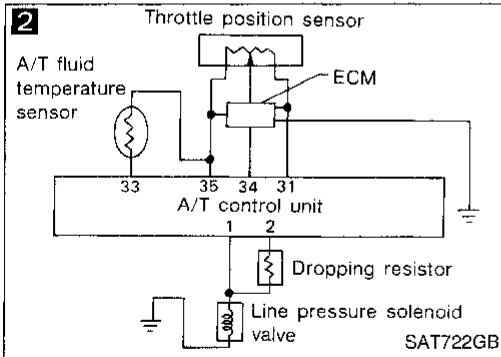 2
Throttle position sensor
A/T fluid
temperature
sensor
ECM
33 35 34 31
A/T control unit
1 2
Dropping resistor
Line pressure solenoid
valve
SAT722GB